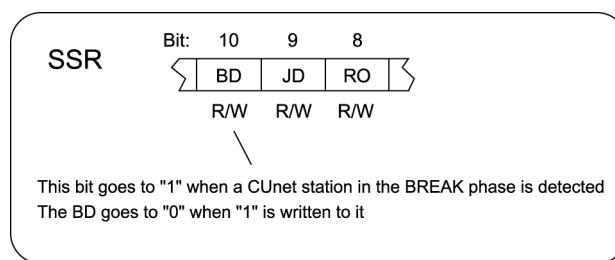 SSR
Bit: 10 9 8
BD JD RO
R/W R/W R/W
This bit goes to "1" when a CUnet station in the BREAK phase is detected
The BD goes to "0" when "1" is written to it